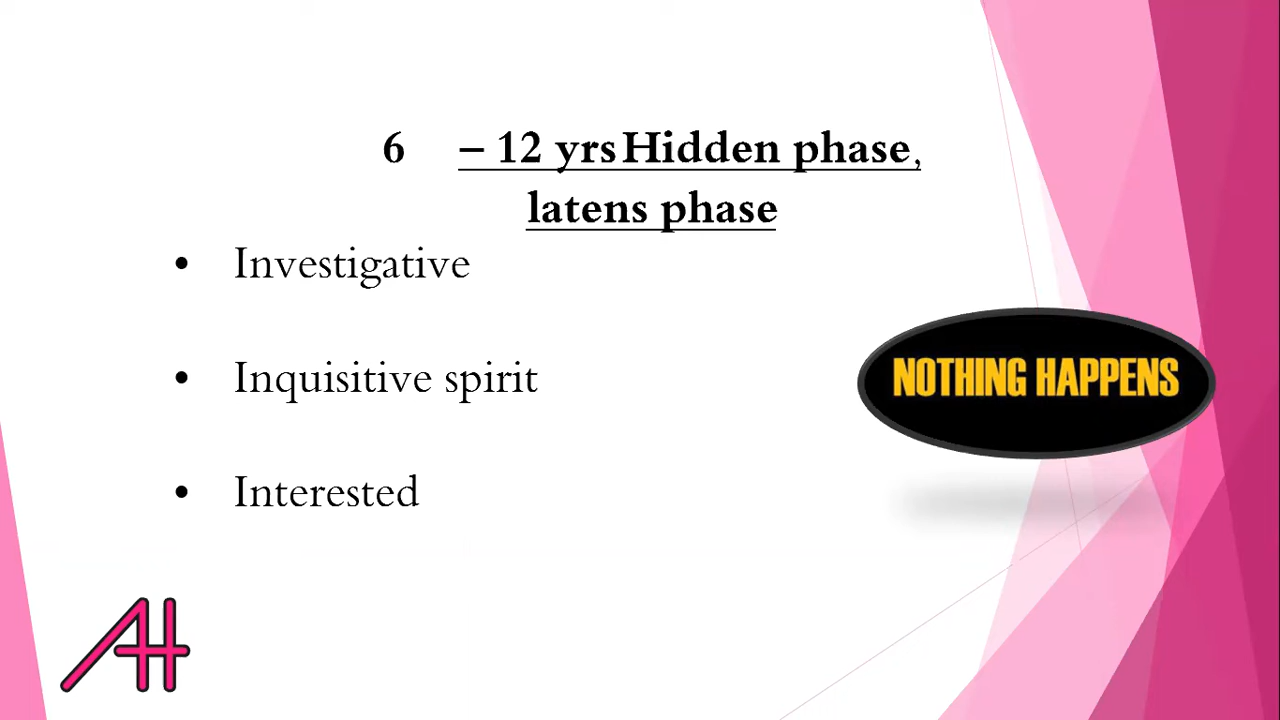 6 – 12 yrs Hidden phase,
latens phase
• Investigative
• Inquisitive spirit
NOTHING HAPPENS
• Interested
AH